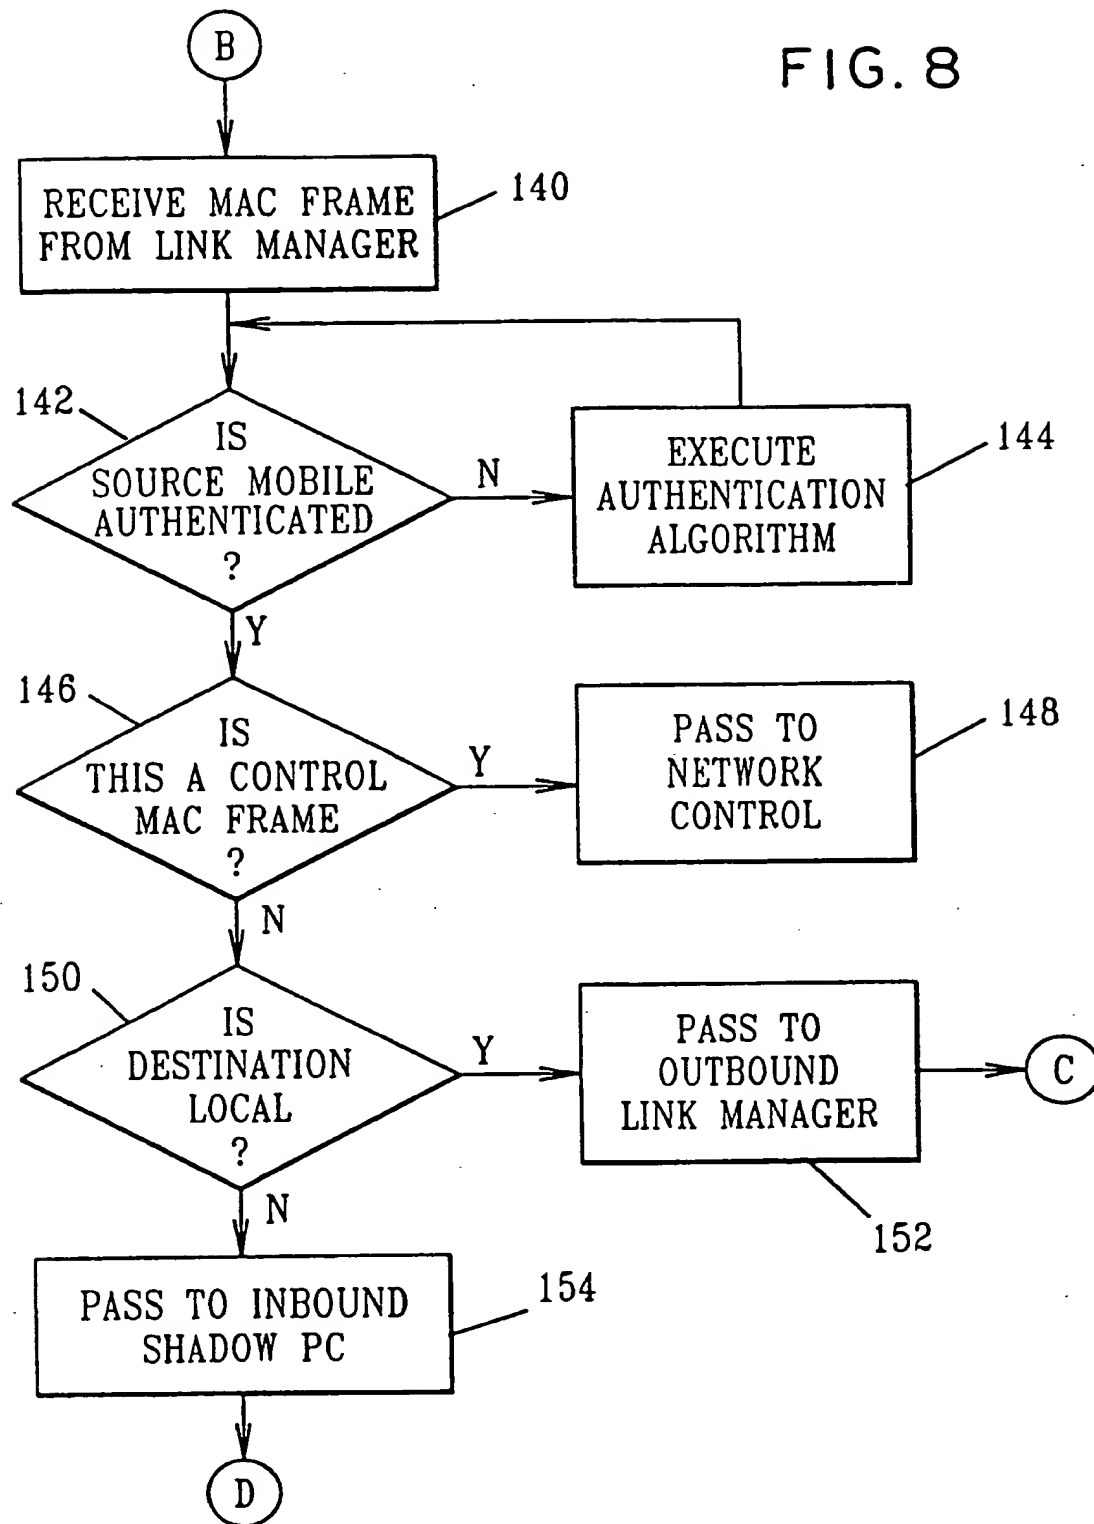 B
FIG. 8
RECEIVE MAC FRAME
FROM LINK MANAGER
140
142
IS
SOURCE MOBILE
AUTHENTICATED
?
N
EXECUTE
AUTHENTICATION
ALGORITHM
144
Y
146
IS
THIS A CONTROL
MAC FRAME
?
Y
PASS TO
NETWORK
CONTROL
148
N
150
IS
DESTINATION
LOCAL
?
Y
PASS TO
OUTBOUND
LINK MANAGER
C
152
N
PASS TO INBOUND
SHADOW PC
154
D